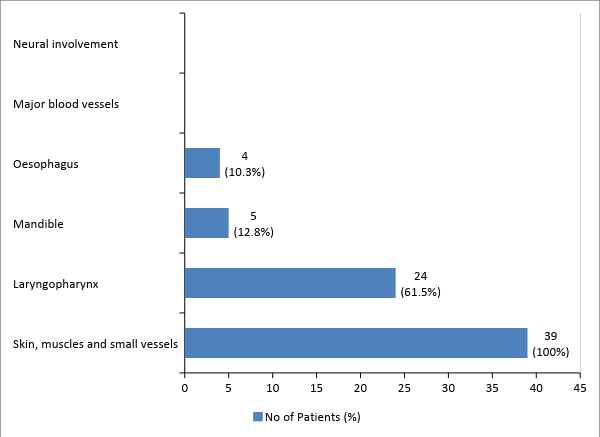 Neural involvement
Major blood vessels
Oesophagus
4
(10.3%)
Mandible
5
(12.8%)
Laryngopharynx
24
(61.5%)
Skin, muscles and small vessels
39
(100%)
0 5 10 15 20 25 30 35 40 45
No of Patients (%)